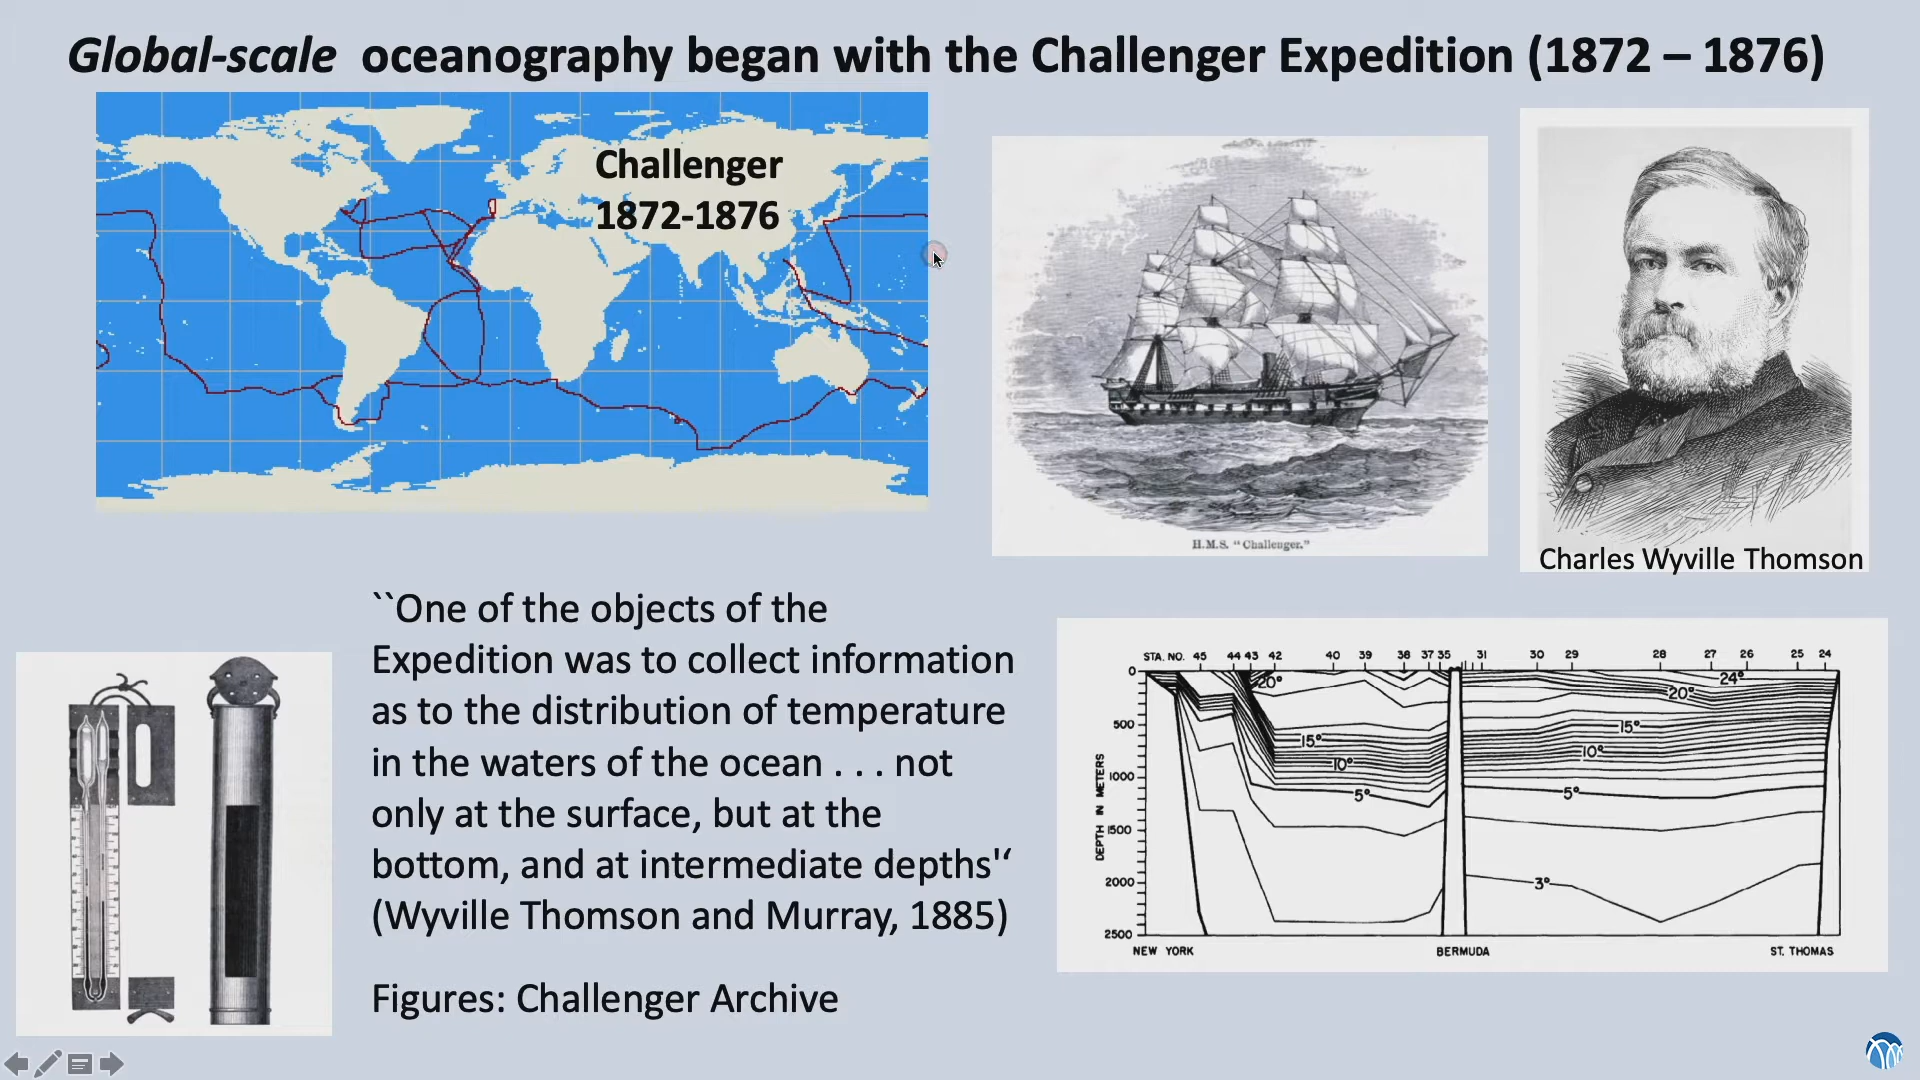 Global-scale oceanography began with the Challenger Expedition (1872 – 1876)
Challenger
1872-1876
H.M.S. "Challenger."
Charles Wyville Thomson
``One of the objects of the
Expedition was to collect information
as to the distribution of temperature
in the waters of the ocean . . . not
only at the surface, but at the
bottom, and at intermediate depths'‘
(Wyville Thomson and Murray, 1885)
Figures: Challenger Archive
STA. NO. 45 44 43 42 40 39 38 37 35 31 30 29 28 27 26 25 24
0
500
1000
1500
2000
2500
DEPTH IN METERS
20° 24°
20°
15° 15°
10° 10°
5° 5°
3°
NEW YORK BERMUDA ST. THOMAS